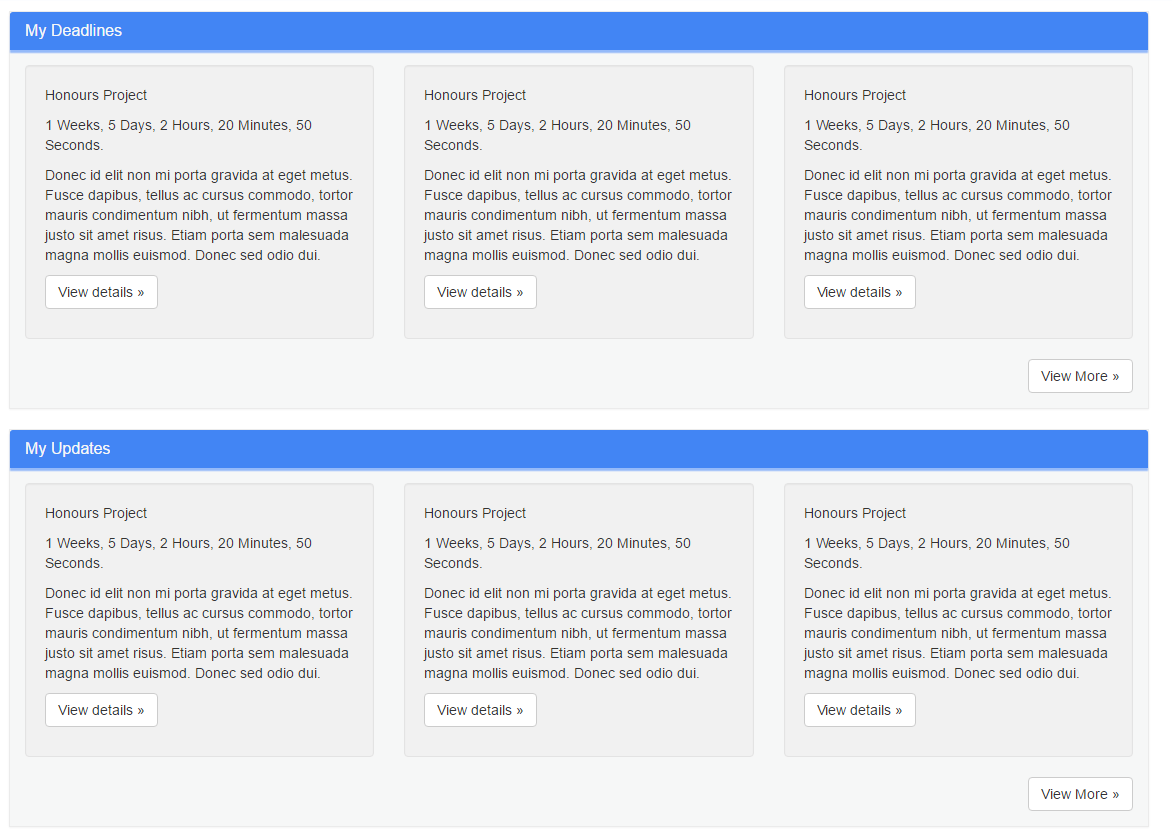 My Deadlines
Honours Project
1 Weeks, 5 Days, 2 Hours, 20 Minutes, 50
Seconds.
Donec id elit non mi porta gravida at eget metus.
Fusce dapibus, tellus ac cursus commodo, tortor
mauris condimentum nibh, ut fermentum massa
justo sit amet risus. Etiam porta sem malesuada
magna mollis euismod. Donec sed odio dui.
View details »
Honours Project
1 Weeks, 5 Days, 2 Hours, 20 Minutes, 50
Seconds.
Donec id elit non mi porta gravida at eget metus.
Fusce dapibus, tellus ac cursus commodo, tortor
mauris condimentum nibh, ut fermentum massa
justo sit amet risus. Etiam porta sem malesuada
magna mollis euismod. Donec sed odio dui.
View details »
Honours Project
1 Weeks, 5 Days, 2 Hours, 20 Minutes, 50
Seconds.
Donec id elit non mi porta gravida at eget metus.
Fusce dapibus, tellus ac cursus commodo, tortor
mauris condimentum nibh, ut fermentum massa
justo sit amet risus. Etiam porta sem malesuada
magna mollis euismod. Donec sed odio dui.
View details »
View More »
My Updates
Honours Project
1 Weeks, 5 Days, 2 Hours, 20 Minutes, 50
Seconds.
Donec id elit non mi porta gravida at eget metus.
Fusce dapibus, tellus ac cursus commodo, tortor
mauris condimentum nibh, ut fermentum massa
justo sit amet risus. Etiam porta sem malesuada
magna mollis euismod. Donec sed odio dui.
View details »
Honours Project
1 Weeks, 5 Days, 2 Hours, 20 Minutes, 50
Seconds.
Donec id elit non mi porta gravida at eget metus.
Fusce dapibus, tellus ac cursus commodo, tortor
mauris condimentum nibh, ut fermentum massa
justo sit amet risus. Etiam porta sem malesuada
magna mollis euismod. Donec sed odio dui.
View details »
Honours Project
1 Weeks, 5 Days, 2 Hours, 20 Minutes, 50
Seconds.
Donec id elit non mi porta gravida at eget metus.
Fusce dapibus, tellus ac cursus commodo, tortor
mauris condimentum nibh, ut fermentum massa
justo sit amet risus. Etiam porta sem malesuada
magna mollis euismod. Donec sed odio dui.
View details »
View More »